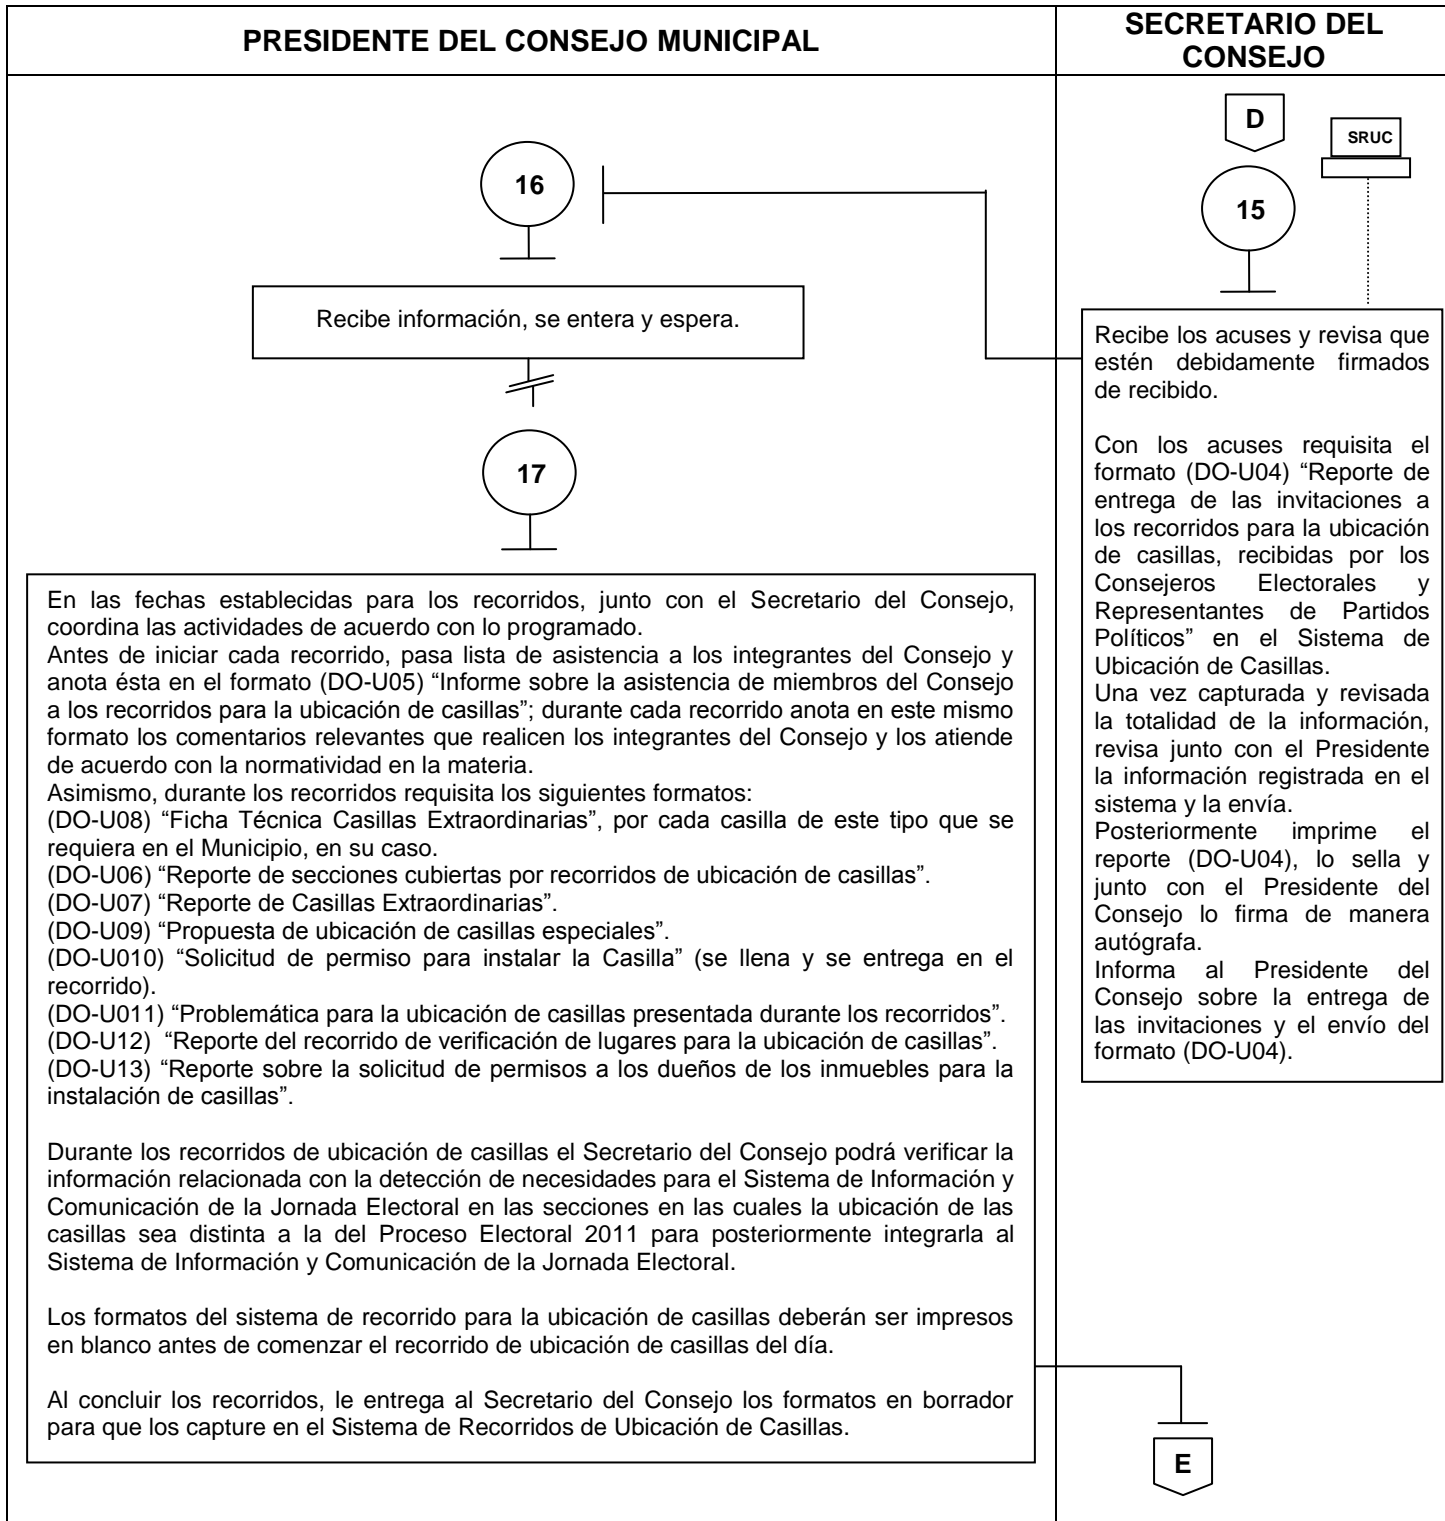 PRESIDENTE DEL CONSEJO MUNICIPAL
SECRETARIO DEL
CONSEJO
D
SRUC
16
15
Recibe información, se entera y espera.
17
En las fechas establecidas para los recorridos, junto con el Secretario del Consejo,
coordina las actividades de acuerdo con lo programado.
Antes de iniciar cada recorrido, pasa lista de asistencia a los integrantes del Consejo y
anota ésta en el formato (DO-U05) “Informe sobre la asistencia de miembros del Consejo
a los recorridos para la ubicación de casillas”; durante cada recorrido anota en este mismo
formato los comentarios relevantes que realicen los integrantes del Consejo y los atiende
de acuerdo con la normatividad en la materia.
Asimismo, durante los recorridos requisita los siguientes formatos:
(DO-U08) “Ficha Técnica Casillas Extraordinarias”, por cada casilla de este tipo que se
requiera en el Municipio, en su caso.
(DO-U06) “Reporte de secciones cubiertas por recorridos de ubicación de casillas”.
(DO-U07) “Reporte de Casillas Extraordinarias”.
(DO-U09) “Propuesta de ubicación de casillas especiales”.
(DO-U010) “Solicitud de permiso para instalar la Casilla” (se llena y se entrega en el
recorrido).
(DO-U011) “Problemática para la ubicación de casillas presentada durante los recorridos”.
(DO-U12) “Reporte del recorrido de verificación de lugares para la ubicación de casillas”.
(DO-U13) “Reporte sobre la solicitud de permisos a los dueños de los inmuebles para la
instalación de casillas”.
Durante los recorridos de ubicación de casillas el Secretario del Consejo podrá verificar la
información relacionada con la detección de necesidades para el Sistema de Información y
Comunicación de la Jornada Electoral en las secciones en las cuales la ubicación de las
casillas sea distinta a la del Proceso Electoral 2011 para posteriormente integrarla al
Sistema de Información y Comunicación de la Jornada Electoral.
Los formatos del sistema de recorrido para la ubicación de casillas deberán ser impresos
en blanco antes de comenzar el recorrido de ubicación de casillas del día.
Al concluir los recorridos, le entrega al Secretario del Consejo los formatos en borrador
para que los capture en el Sistema de Recorridos de Ubicación de Casillas.
Recibe los acuses y revisa que
estén debidamente firmados
de recibido.
Con los acuses requisita el
formato (DO-U04) “Reporte de
entrega de las invitaciones a
los recorridos para la ubicación
de casillas, recibidas por los
Consejeros Electorales y
Representantes de Partidos
Políticos” en el Sistema de
Ubicación de Casillas.
Una vez capturada y revisada
la totalidad de la información,
revisa junto con el Presidente
la información registrada en el
sistema y la envía.
Posteriormente imprime el
reporte (DO-U04), lo sella y
junto con el Presidente del
Consejo lo firma de manera
autógrafa.
Informa al Presidente del
Consejo sobre la entrega de
las invitaciones y el envío del
formato (DO-U04).
E